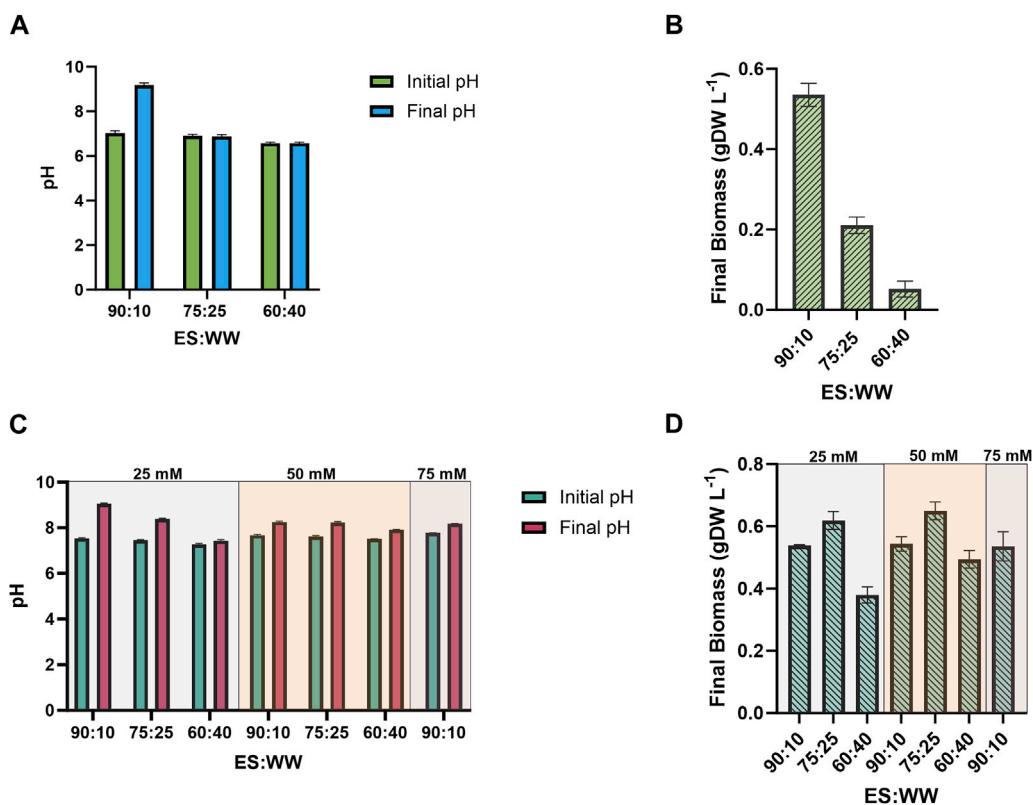 A
10
8
6
4
2
0
pH
90:10 75:25 60:40
ES:WW
Initial pH
Final pH
B
0.6
0.4
0.2
0.0
Final Biomass (gDW L⁻¹)
90:10 75:25 60:40
ES:WW
C
25 mM 50 mM 75 mM
10
8
6
4
2
0
pH
90:10 75:25 60:40 90:10 75:25 60:40 90:10
ES:WW
Initial pH
Final pH
D
25 mM 50 mM 75 mM
0.8
0.6
0.4
0.2
0.0
Final Biomass (gDW L⁻¹)
90:10 75:25 60:40 90:10 75:25 60:40 90:10
ES:WW